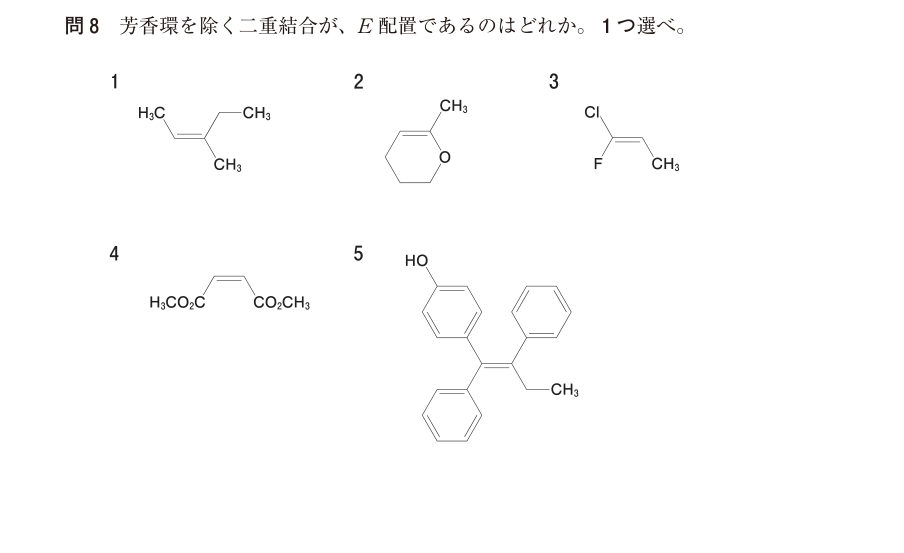 問8 芳香環を除く二重結合が、E 配置であるのはどれか。1つ選べ。
1
2
3
H₃C
CH₃
CH₃
CH₃
O
Cl
F
CH₃
4
5
H₃CO₂C
CO₂CH₃
HO
CH₃